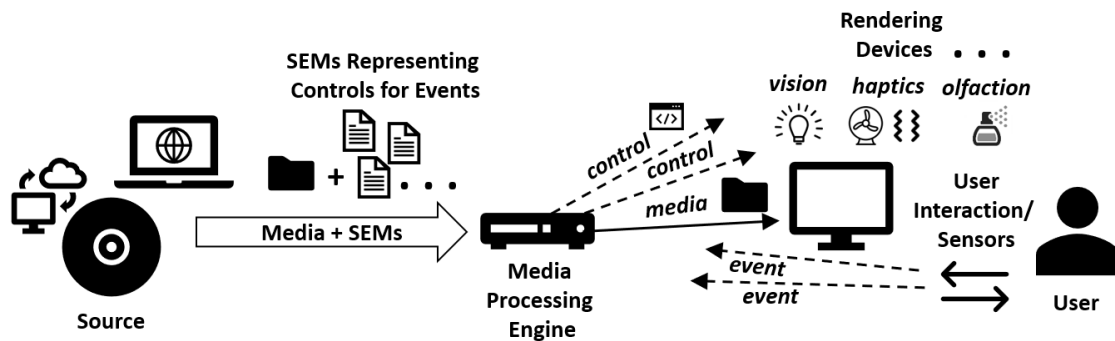 SEMs Representing
Controls for Events
+
. . .
Media + SEMs
Source
Media
Processing
Engine
</>
control
control
media
event
event
Rendering
Devices . . .
vision
haptics
olfaction
User
Interaction/
Sensors
User